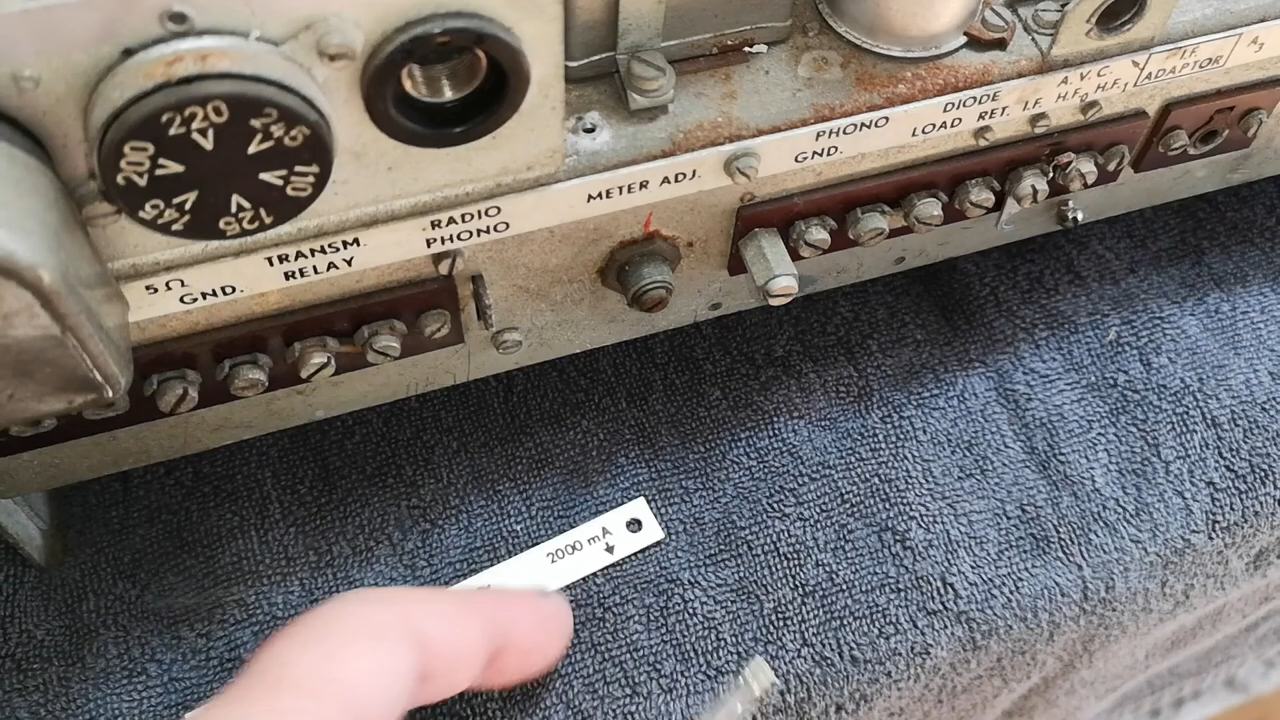 220
245
110
125
145
200
V
5Ω
GND.
TRANSM.
RELAY
RADIO
PHONO
METER ADJ.
PHONO
GND.
DIODE
LOAD RET.
A.V.C
I.F. H.F.0 H.F.1
I.F.
ADAPTOR
A3
2000 mA